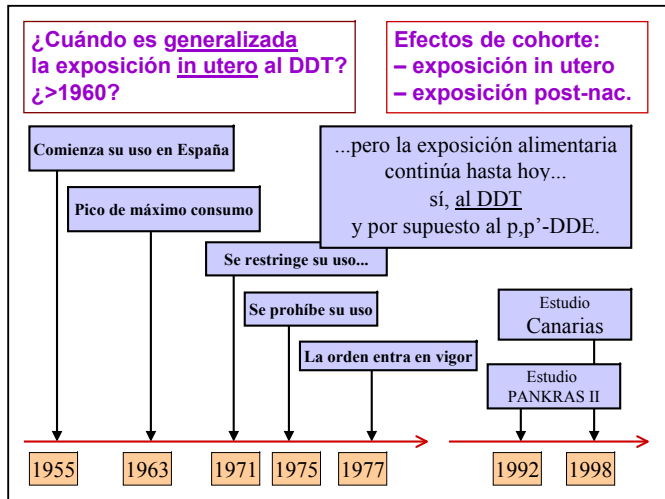 ¿Cuándo es generalizada
la exposición in utero al DDT?
¿>1960?
Efectos de cohorte:
– exposición in utero
– exposición post-nac.
Comienza su uso en España
...pero la exposición alimentaria
continúa hasta hoy...
sí, al DDT
y por supuesto al p,p’-DDE.
Pico de máximo consumo
Se restringe su uso...
Se prohíbe su uso
La orden entra en vigor
Estudio
Canarias
Estudio
PANKRAS II
1955
1963
1971
1975
1977
1992
1998